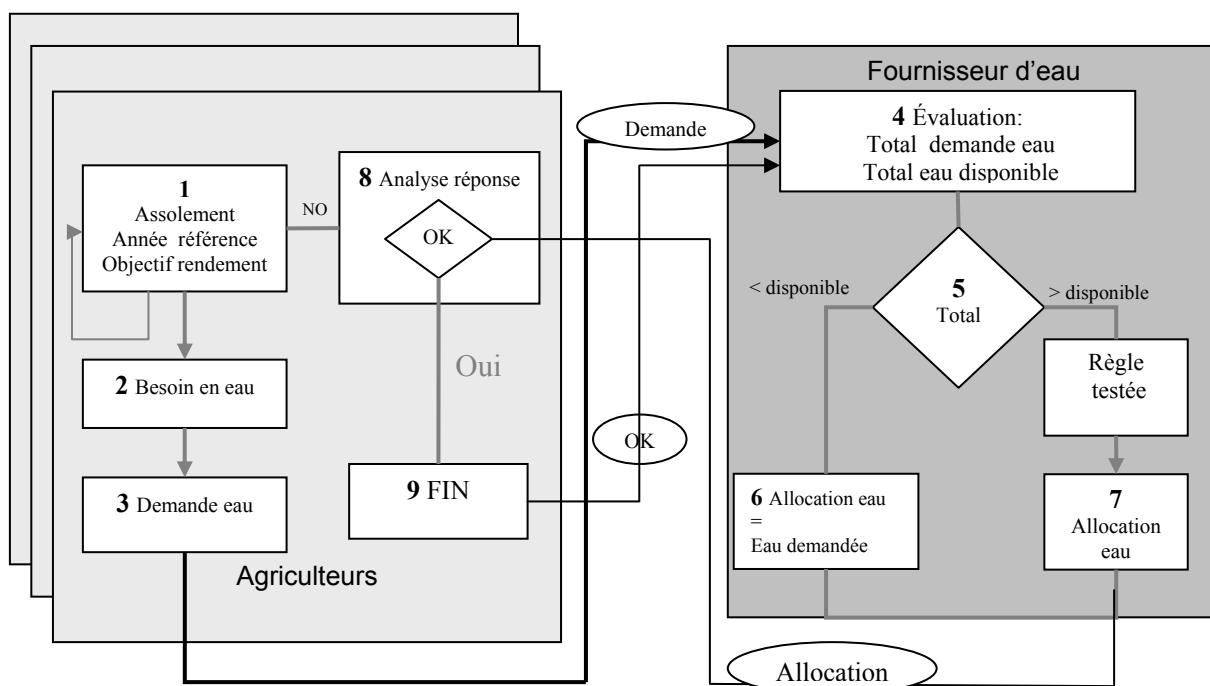 Fournisseur d'eau
Demande
4 Évaluation:
Total demande eau
Total eau disponible
1
Assolement
Année référence
Objectif rendement
NO
8 Analyse réponse
OK
< disponible
5
Total
> disponible
Règle
testée
2 Besoin en eau
Oui
OK
3 Demande eau
9 FIN
6 Allocation eau
=
Eau demandée
7
Allocation
eau
Agriculteurs
Allocation